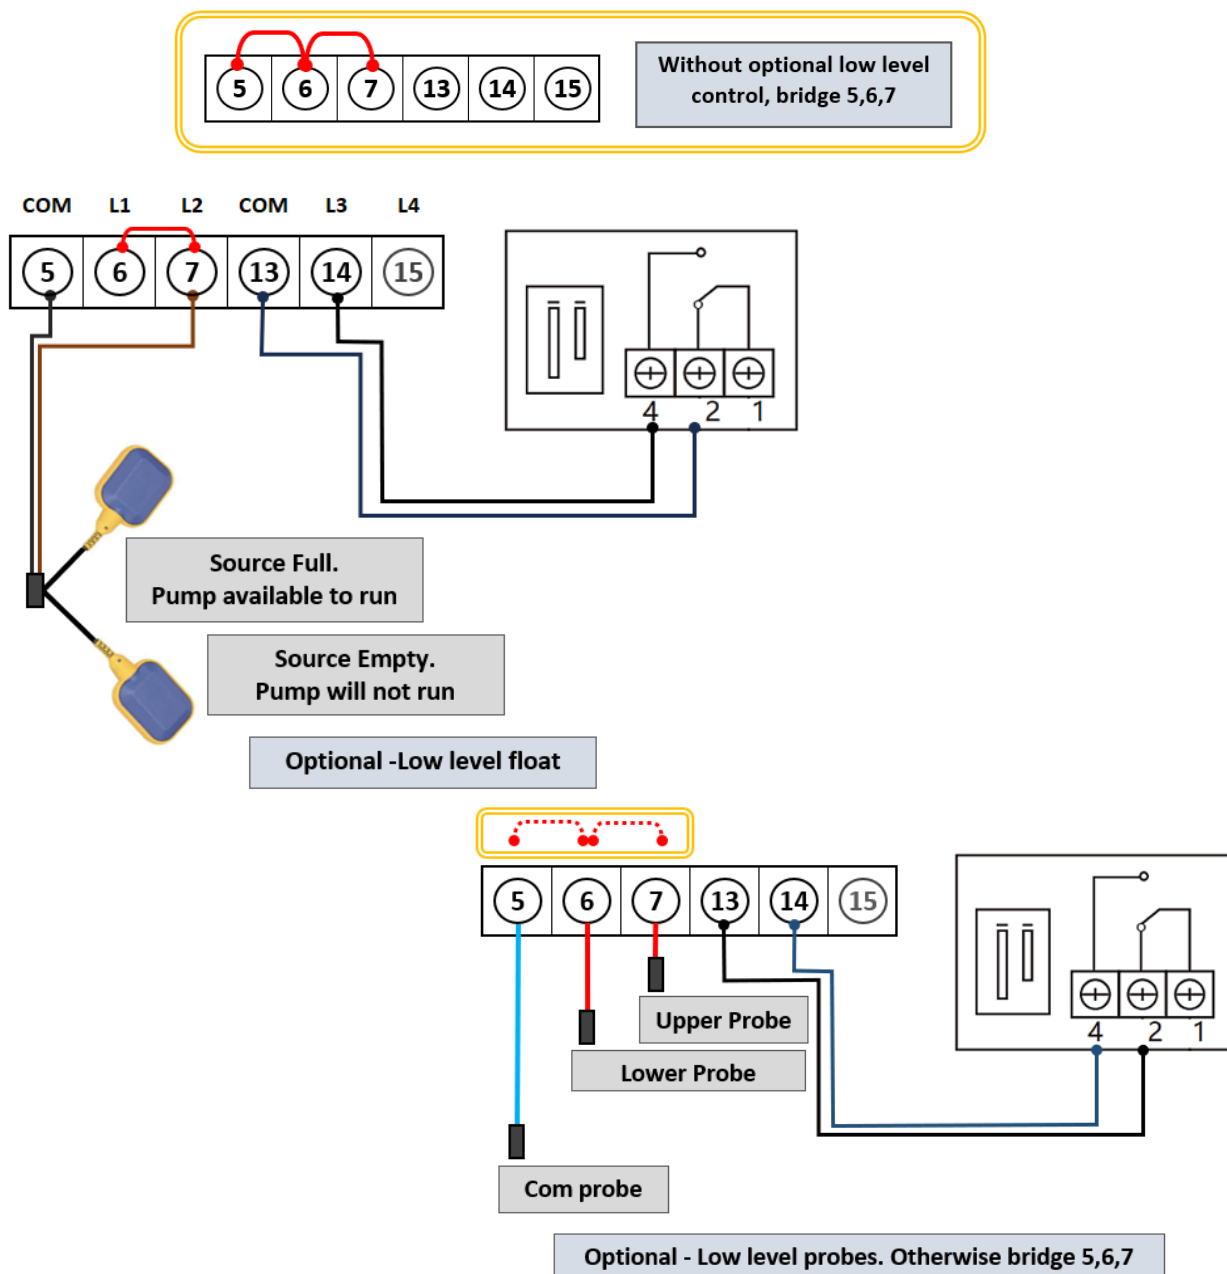 5 6 7 13 14 15
Without optional low level
control, bridge 5,6,7
COM L1 L2 COM L3 L4
5 6 7 13 14 15
4 2 1
Source Full.
Pump available to run
Source Empty.
Pump will not run
Optional -Low level float
5 6 7 13 14 15
4 2 1
Upper Probe
Lower Probe
Com probe
Optional - Low level probes. Otherwise bridge 5,6,7